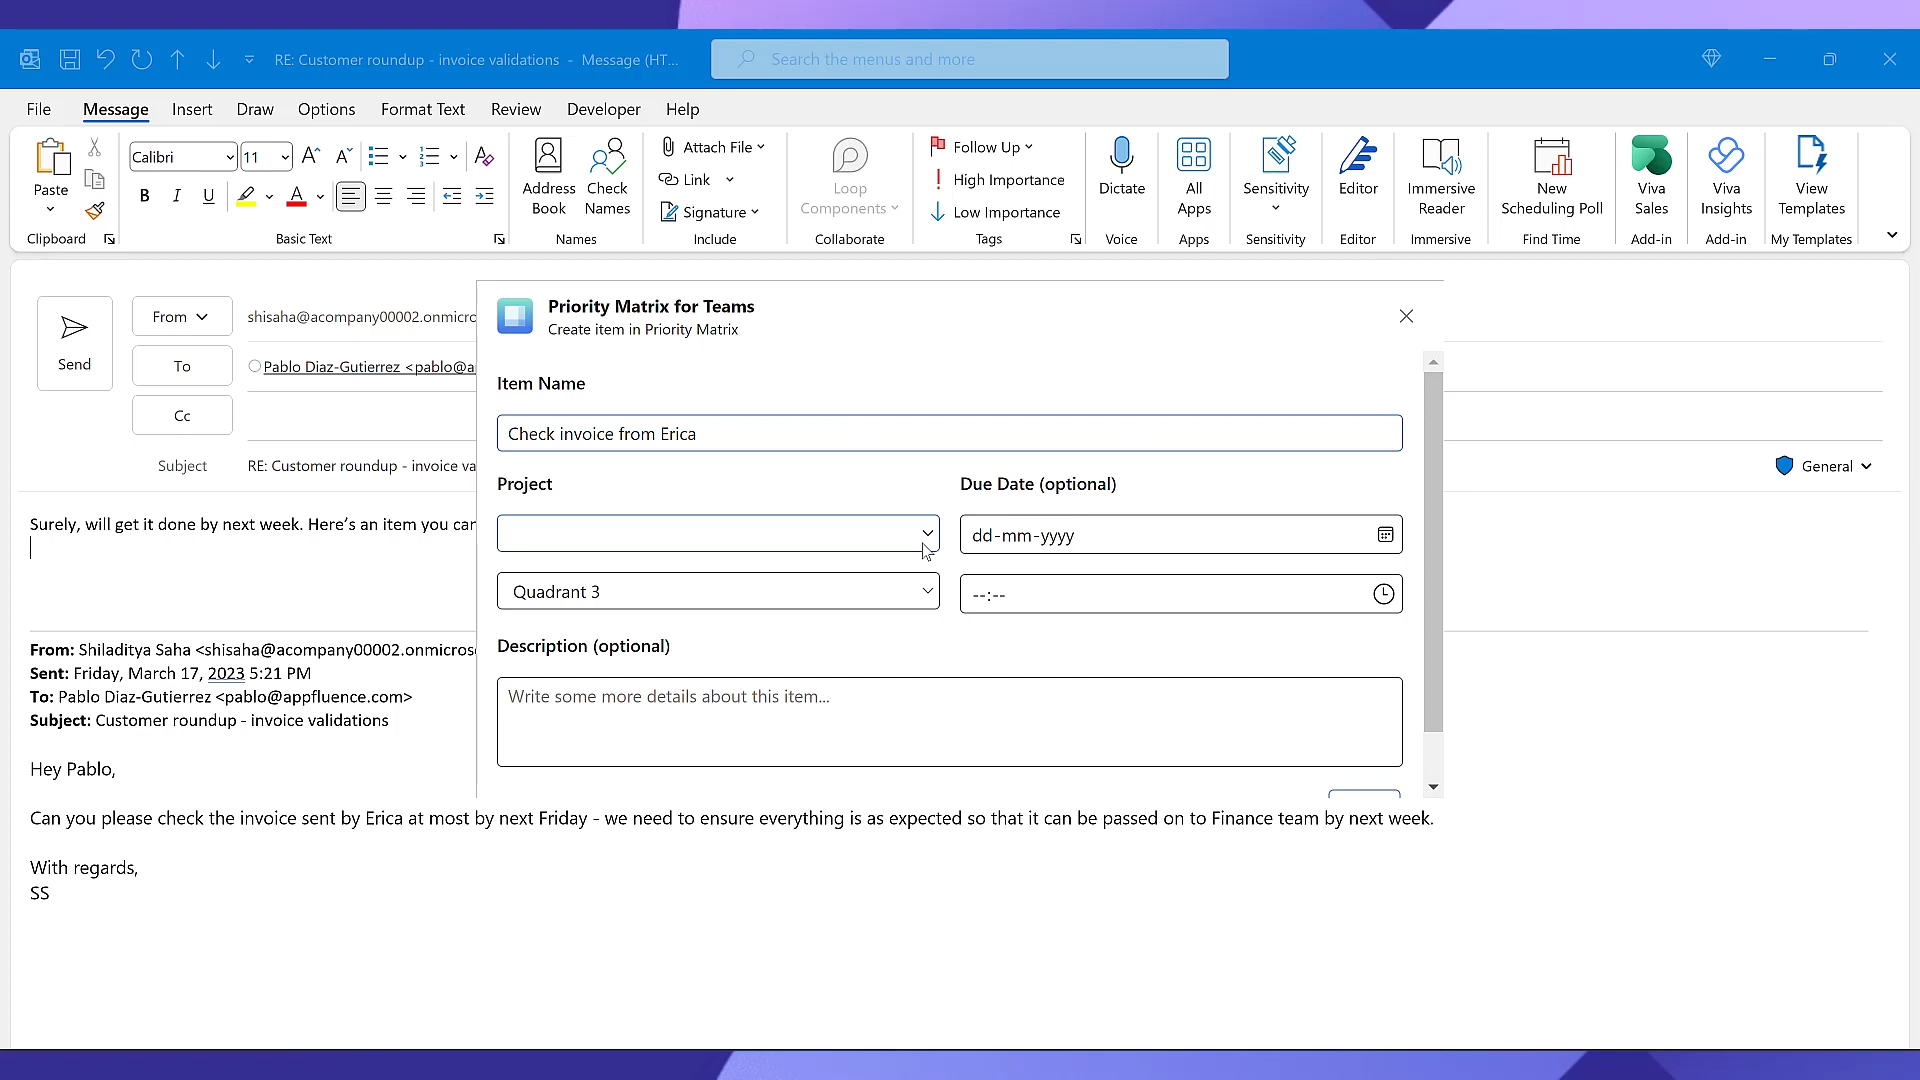 RE: Customer roundup - invoice validations - Message (HT...
Search the menus and more
File Message Insert Draw Options Format Text Review Developer Help
Paste
Clipboard
Calibri 11
B I U A
Basic Text
Address Book
Check Names
Names
Attach File
Link
Signature
Include
Loop Components
Collaborate
Follow Up
High Importance
Low Importance
Tags
Dictate
Voice
All Apps
Apps
Sensitivity
Sensitivity
Editor
Editor
Immersive Reader
Immersive
New Scheduling Poll
Find Time
Viva Sales
Add-in
Viva Insights
Add-in
View Templates
My Templates
Send
From shisaha@acompany00002.onmicro
To Pablo Diaz-Gutierrez <pablo@a
Cc
Subject RE: Customer roundup - invoice va
General
Surely, will get it done by next week. Here's an item you can
Priority Matrix for Teams
Create item in Priority Matrix
Item Name
Check invoice from Erica
Project
Due Date (optional)
dd-mm-yyyy
Quadrant 3
--:--
Description (optional)
Write some more details about this item...
From: Shiladitya Saha <shisaha@acompany00002.onmicros
Sent: Friday, March 17, 2023 5:21 PM
To: Pablo Diaz-Gutierrez <pablo@appfluence.com>
Subject: Customer roundup - invoice validations
Hey Pablo,
Can you please check the invoice sent by Erica at most by next Friday - we need to ensure everything is as expected so that it can be passed on to Finance team by next week.
With regards,
SS